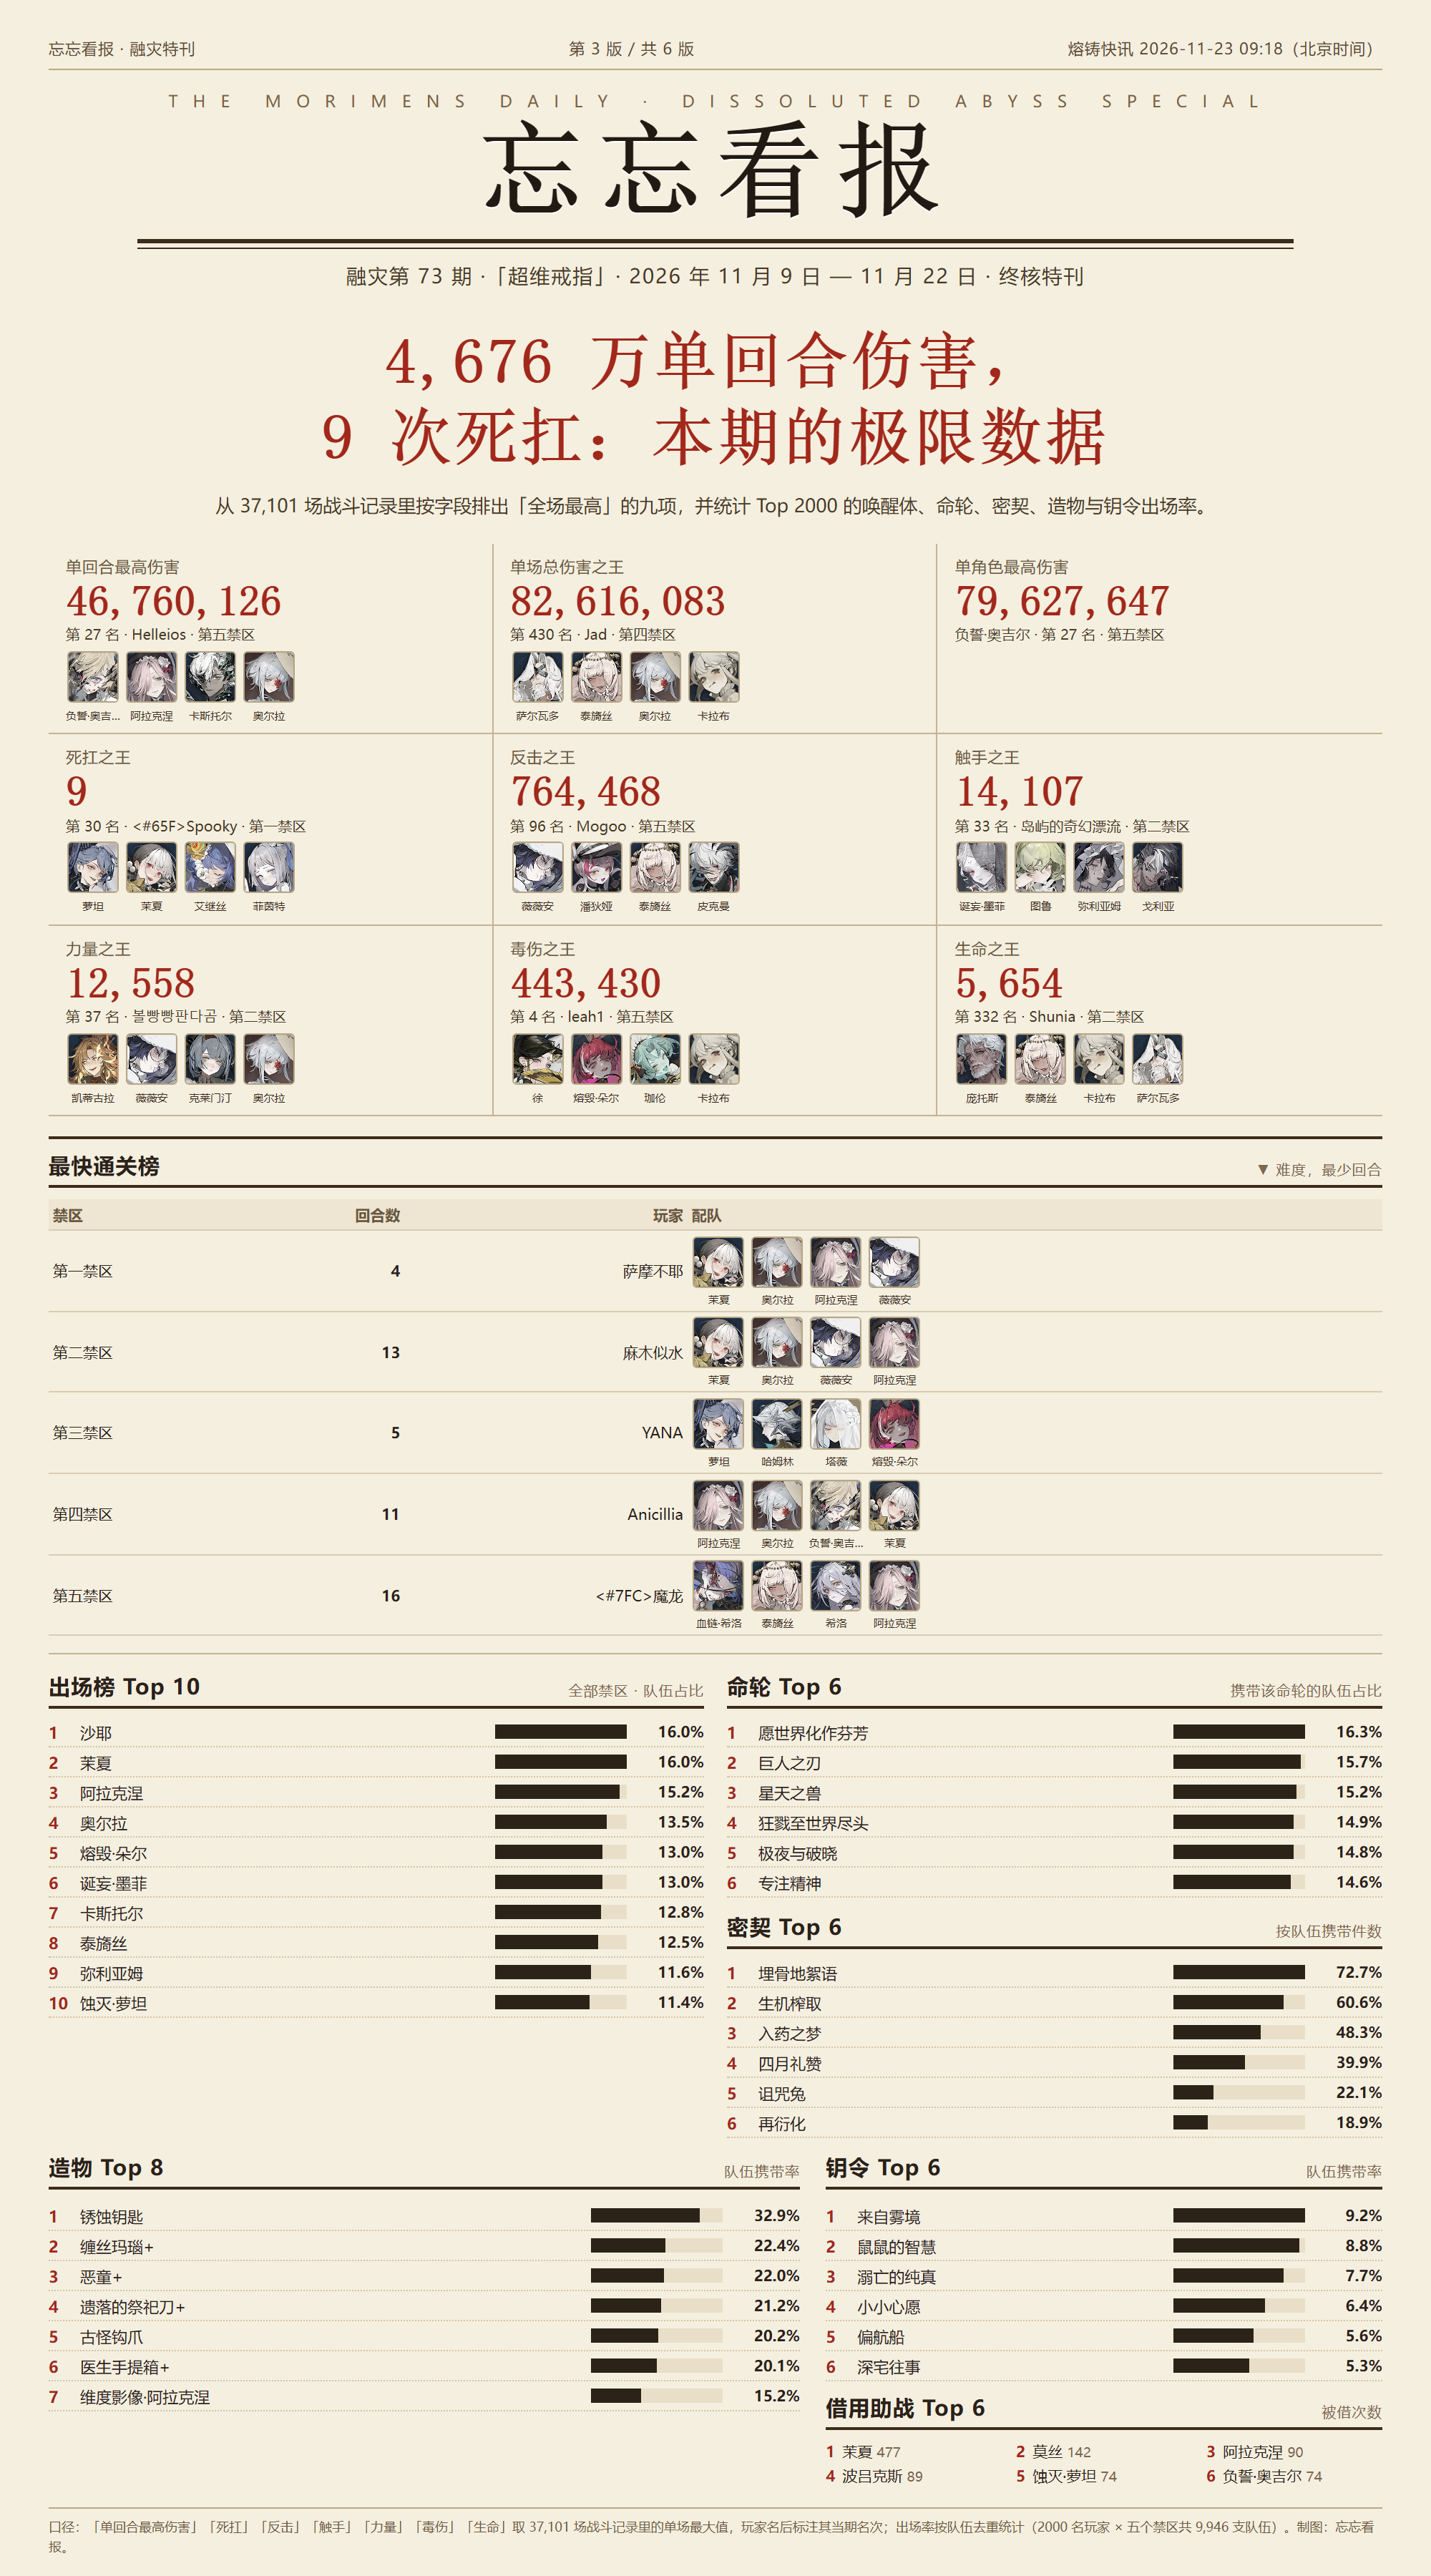 忘忘看报 · 融灾特刊
第 3 版 / 共 6 版
熔铸快讯 2026-11-23 09:18（北京时间）
THE MORIMENS DAILY · DISSOLUTED ABYSS SPECIAL
忘忘看报
融灾第 73 期 ·「超维戒指」· 2026 年 11 月 9 日 — 11 月 22 日 · 终核特刊
4,676 万单回合伤害，
9 次死扛：本期的极限数据
从 37,101 场战斗记录里按字段排出「全场最高」的九项，并统计 Top 2000 的唤醒体、命轮、密契、造物与钥令出场率。
单回合最高伤害
46,760,126
第 27 名 · Helleios · 第五禁区
负誓·奥吉... 阿拉克涅 卡斯托尔 奥尔拉
单场总伤害之王
82,616,083
第 430 名 · Jad · 第四禁区
萨尔瓦多 泰旖丝 奥尔拉 卡拉布
单角色最高伤害
79,627,647
负誓·奥吉尔 · 第 27 名 · 第五禁区
死扛之王
9
第 30 名 · <#65F>Spooky · 第一禁区
萝坦 茉夏 艾继丝 菲茵特
反击之王
764,468
第 96 名 · Mogoo · 第五禁区
薇薇安 潘狄娅 泰旖丝 皮克曼
触手之王
14,107
第 33 名 · 岛屿的奇幻漂流 · 第二禁区
诞妄·墨菲 图鲁 弥利亚姆 戈利亚
力量之王
12,558
第 37 名 · 볼빵빵판다곰 · 第二禁区
凯蒂古拉 薇薇安 克莱门汀 奥尔拉
毒伤之王
443,430
第 4 名 · leah1 · 第五禁区
徐 熔毁·朵尔 珈伦 卡拉布
生命之王
5,654
第 332 名 · Shunia · 第二禁区
庞托斯 泰旖丝 卡拉布 萨尔瓦多
最快通关榜
▼ 难度，最少回合
禁区 回合数 玩家 配队
第一禁区 4 萨摩不耶
茉夏 奥尔拉 阿拉克涅 薇薇安
第二禁区 13 麻木似水
茉夏 奥尔拉 薇薇安 阿拉克涅
第三禁区 5 YANA
萝坦 哈姆林 塔薇 熔毁·朵尔
第四禁区 11 Anicillia
阿拉克涅 奥尔拉 负誓·奥吉... 茉夏
第五禁区 16 <#7FC>魔龙
血链·希洛 泰旖丝 希洛 阿拉克涅
出场榜 Top 10
全部禁区 · 队伍占比
1 沙耶 16.0%
2 茉夏 16.0%
3 阿拉克涅 15.2%
4 奥尔拉 13.5%
5 熔毁·朵尔 13.0%
6 诞妄·墨菲 13.0%
7 卡斯托尔 12.8%
8 泰旖丝 12.5%
9 弥利亚姆 11.6%
10 蚀灭·萝坦 11.4%
命轮 Top 6
携带该命轮的队伍占比
1 愿世界化作芬芳 16.3%
2 巨人之刃 15.7%
3 星天之兽 15.2%
4 狂戮至世界尽头 14.9%
5 极夜与破晓 14.8%
6 专注精神 14.6%
密契 Top 6
按队伍携带件数
1 埋骨地絮语 72.7%
2 生机榨取 60.6%
3 入药之梦 48.3%
4 四月礼赞 39.9%
5 诅咒兔 22.1%
6 再衍化 18.9%
造物 Top 8
队伍携带率
1 锈蚀钥匙 32.9%
2 缠丝玛瑙+ 22.4%
3 恶童+ 22.0%
4 遗落的祭祀刀+ 21.2%
5 古怪钩爪 20.2%
6 医生手提箱+ 20.1%
7 维度影像·阿拉克涅 15.2%
钥令 Top 6
队伍携带率
1 来自雾境 9.2%
2 鼠鼠的智慧 8.8%
3 溺亡的纯真 7.7%
4 小小心愿 6.4%
5 偏航船 5.6%
6 深宅往事 5.3%
借用助战 Top 6
被借次数
1 茉夏 477 2 莫丝 142 3 阿拉克涅 90
4 波吕克斯 89 5 蚀灭·萝坦 74 6 负誓·奥吉尔 74
口径：「单回合最高伤害」「死扛」「反击」「触手」「力量」「毒伤」「生命」取 37,101 场战斗记录里的单场最大值，玩家名后标注其当期名次；出场率按队伍去重统计（2000 名玩家 × 五个禁区共 9,946 支队伍）。制图：忘忘看
报。